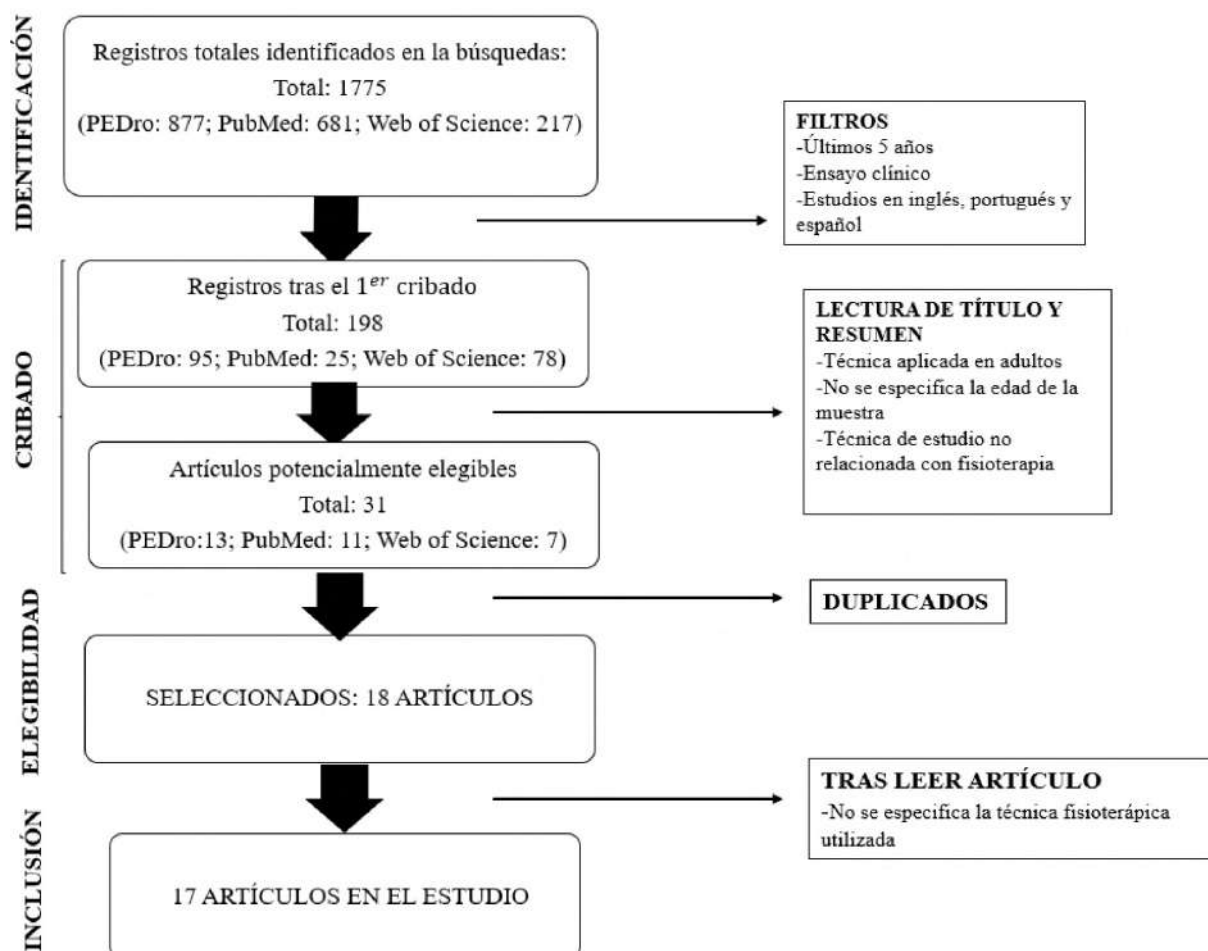 IDENTIFICACIÓN
Registros totales identificados en la búsquedas:
Total: 1775
(PEDro: 877; PubMed: 681; Web of Science: 217)
FILTROS
-Últimos 5 años
-Ensayo clínico
-Estudios en inglés, portugués y
español
CRIBADO
Registros tras el 1er cribado
Total: 198
(PEDro: 95; PubMed: 25; Web of Science: 78)
LECTURA DE TÍTULO Y
RESUMEN
-Técnica aplicada en adultos
-No se especifica la edad de la
muestra
-Técnica de estudio no
relacionada con fisioterapia
Artículos potencialmente elegibles
Total: 31
(PEDro:13; PubMed: 11; Web of Science: 7)
ELEGIBILIDAD
DUPLICADOS
SELECCIONADOS: 18 ARTÍCULOS
TRAS LEER ARTÍCULO
-No se especifica la técnica fisioterápica
utilizada
INCLUSIÓN
17 ARTÍCULOS EN EL ESTUDIO